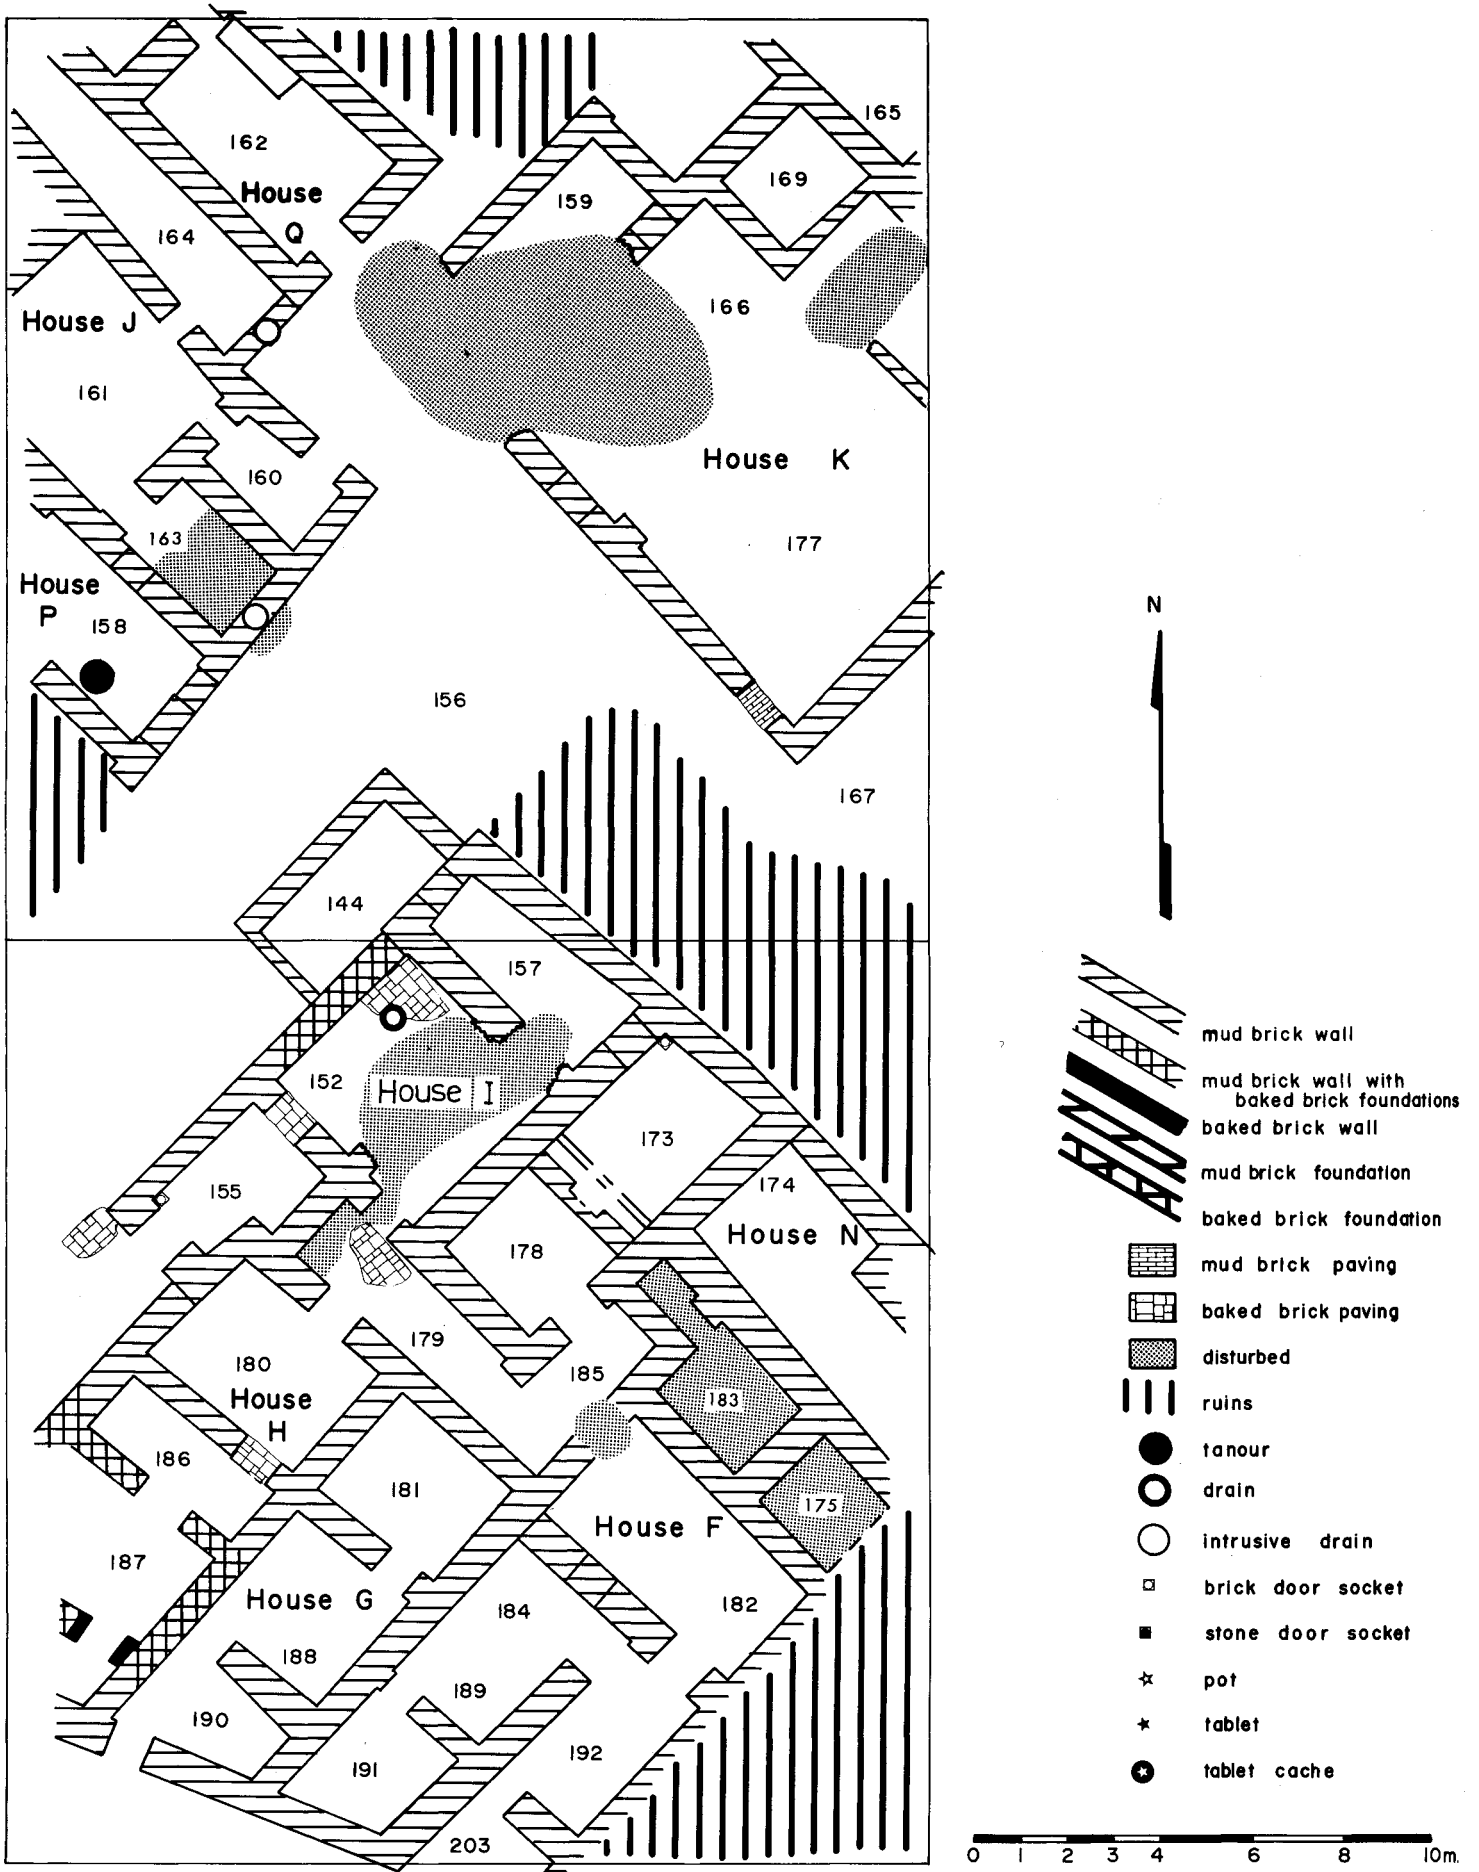 165
162
169
House
Q
159
164
166
House J
161
House K
160
163
177
House
P
158
156
167
144
157
152
House I
173
155
174
House N
178
179
180
185
House
H
183
186
181
175
House F
187
House G
184
182
188
189
190
192
191
203
N
mud brick wall
mud brick wall with
baked brick foundations
baked brick wall
mud brick foundation
baked brick foundation
mud brick paving
baked brick paving
disturbed
ruins
tanour
drain
intrusive drain
brick door socket
stone door socket
pot
tablet
tablet cache
0 1 2 3 4 6 8 10m.